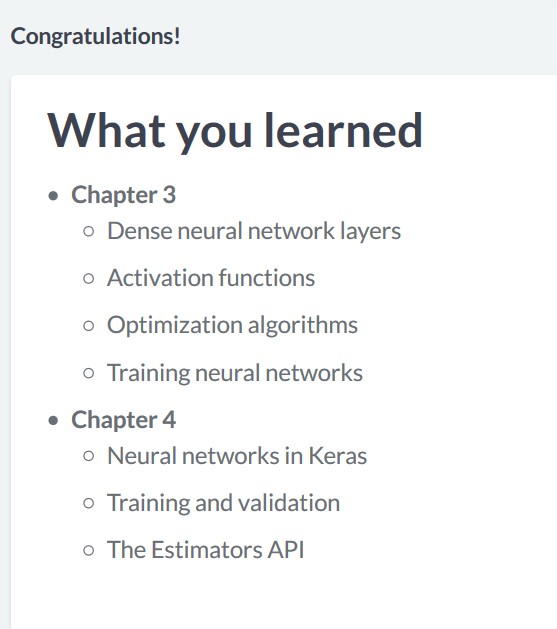 Congratulations!
What you learned
• Chapter 3
○ Dense neural network layers
○ Activation functions
○ Optimization algorithms
○ Training neural networks
• Chapter 4
○ Neural networks in Keras
○ Training and validation
○ The Estimators API